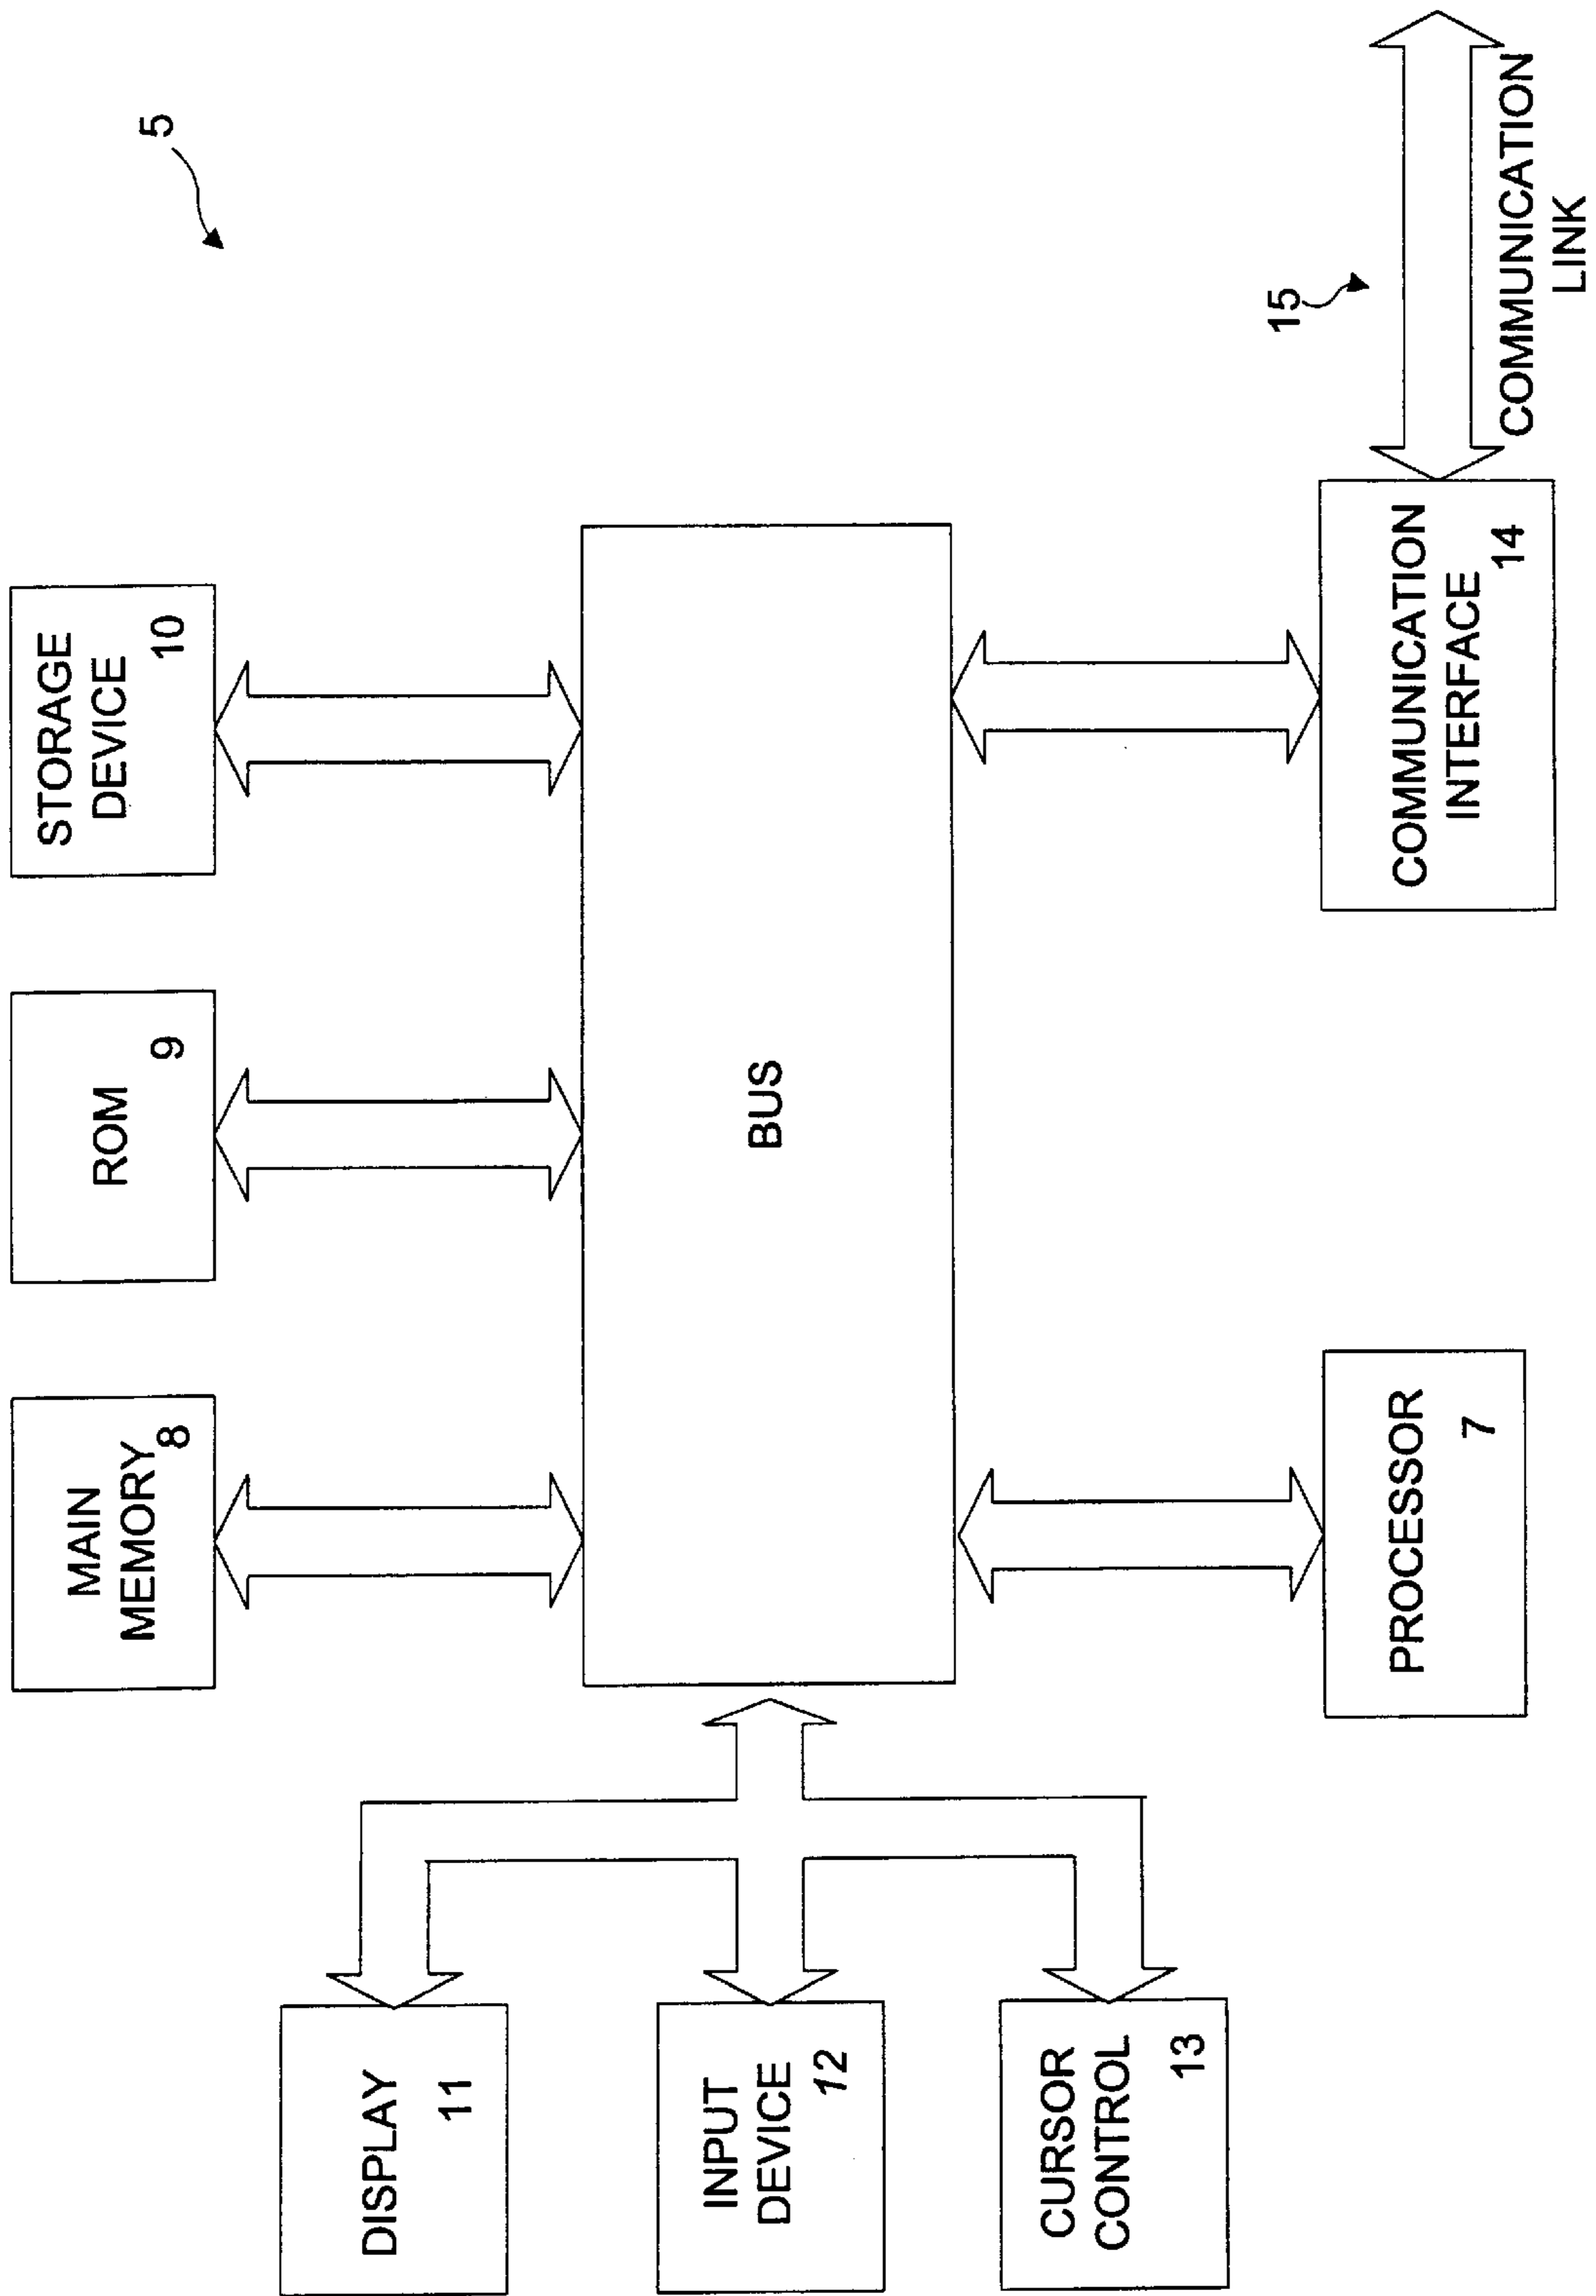 MAIN
MEMORY
8
ROM
9
STORAGE
DEVICE
10
5
DISPLAY
11
INPUT
DEVICE
12
BUS
CURSOR
CONTROL
13
PROCESSOR
7
COMMUNICATION
INTERFACE
14
15
COMMUNICATION
LINK